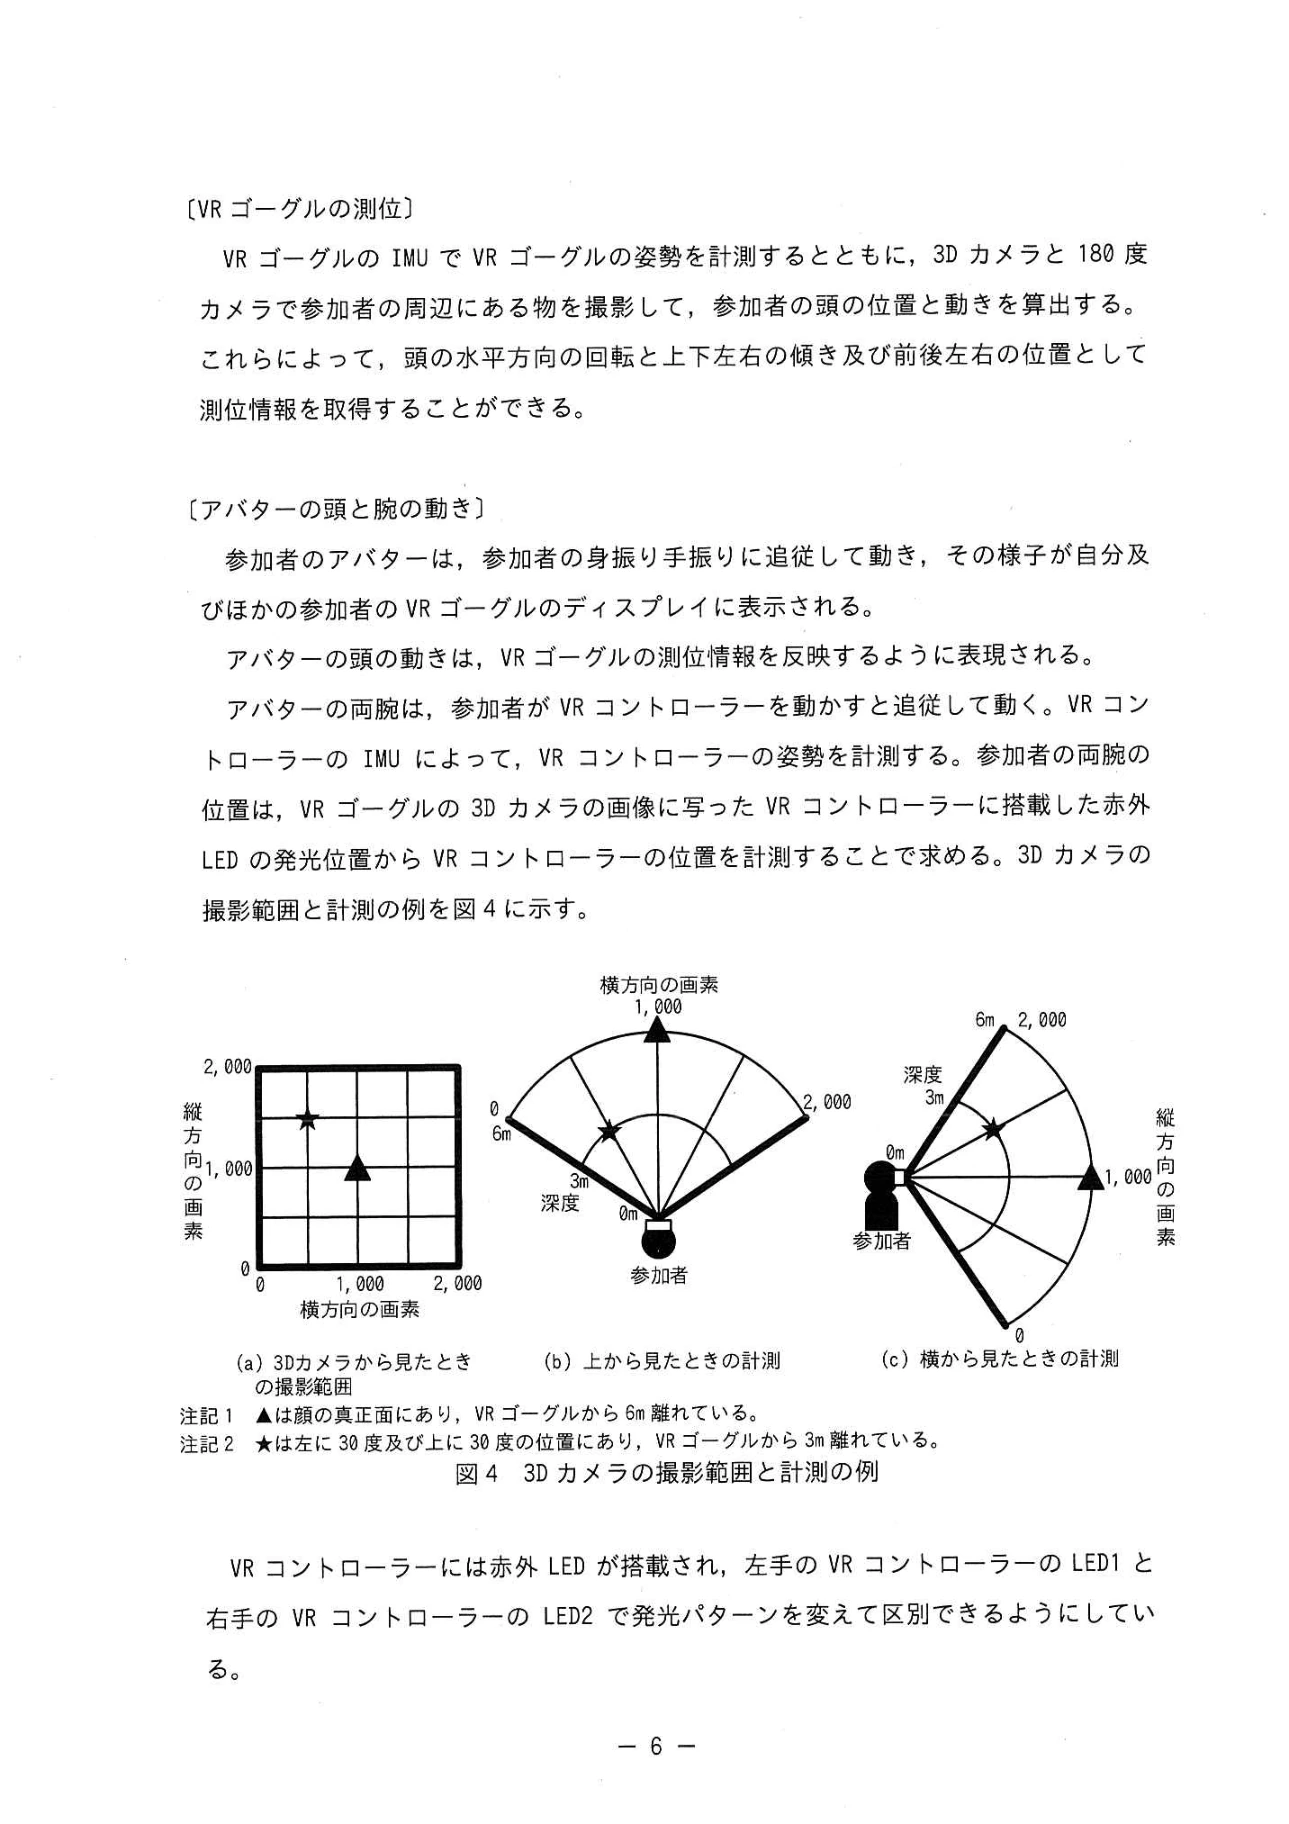 〔VR ゴーグルの測位〕
VR ゴーグルの IMU で VR ゴーグルの姿勢を計測するとともに，3D カメラと 180 度
カメラで参加者の周辺にある物を撮影して，参加者の頭の位置と動きを算出する。
これらによって，頭の水平方向の回転と上下左右の傾き及び前後左右の位置として
測位情報を取得することができる。
〔アバターの頭と腕の動き〕
参加者のアバターは，参加者の身振り手振りに追従して動き，その様子が自分及
びほかの参加者の VR ゴーグルのディスプレイに表示される。
アバターの頭の動きは，VR ゴーグルの測位情報を反映するように表現される。
アバターの両腕は，参加者が VR コントローラーを動かすと追従して動く。VR コン
トローラーの IMU によって，VR コントローラーの姿勢を計測する。参加者の両腕の
位置は，VR ゴーグルの 3D カメラの画像に写った VR コントローラーに搭載した赤外
LED の発光位置から VR コントローラーの位置を計測することで求める。3D カメラの
撮影範囲と計測の例を図 4 に示す。
2,000
縦方向の画素
1,000
0
0
1,000
2,000
横方向の画素
(a) 3Dカメラから見たとき
の撮影範囲
横方向の画素
1,000
0
6m
2,000
3m
深度
0m
参加者
(b) 上から見たときの計測
6m
2,000
深度
3m
0m
1,000
縦方向の画素
参加者
0
(c) 横から見たときの計測
注記 1 ▲は顔の真正面にあり，VR ゴーグルから 6m 離れている。
注記 2 ★は左に 30 度及び上に 30 度の位置にあり，VR ゴーグルから 3m 離れている。
図 4 3D カメラの撮影範囲と計測の例
VR コントローラーには赤外 LED が搭載され，左手の VR コントローラーの LED1 と
右手の VR コントローラーの LED2 で発光パターンを変えて区別できるようにしてい
る。
－ 6 －